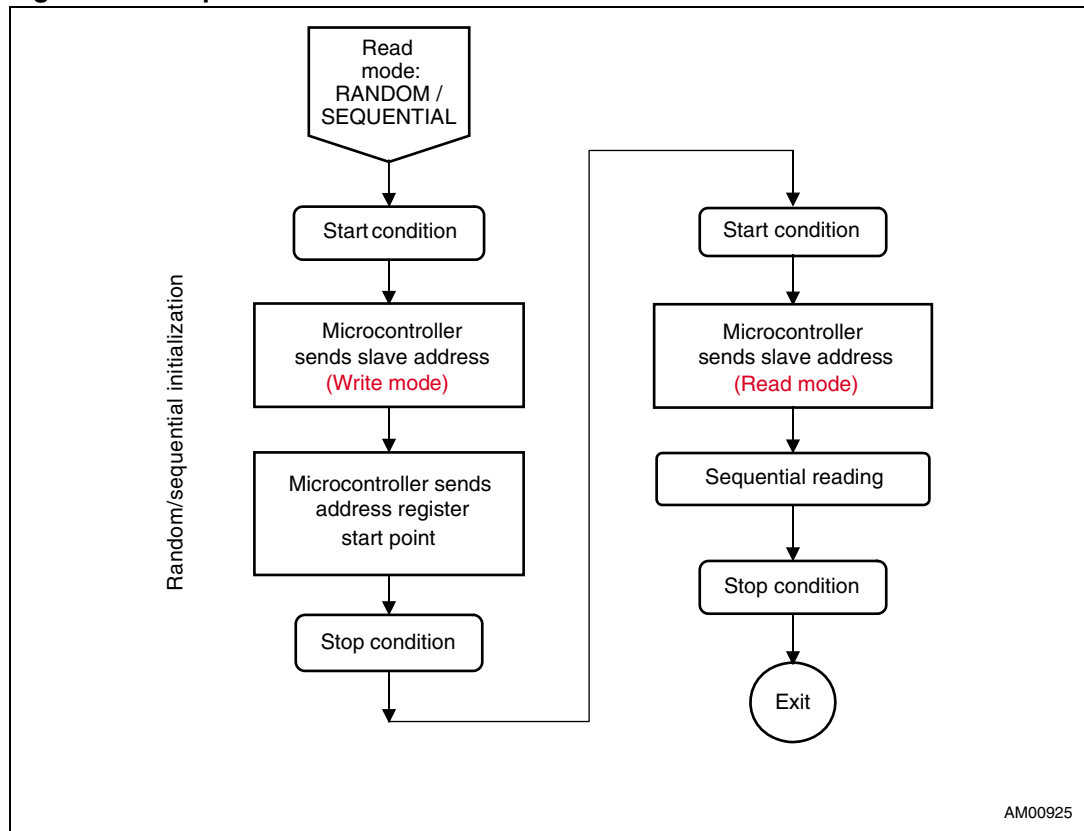 Read
mode:
RANDOM /
SEQUENTIAL
Start condition
Microcontroller
sends slave address
(Write mode)
Microcontroller sends
address register
start point
Stop condition
Random/sequential initialization
Start condition
Microcontroller
sends slave address
(Read mode)
Sequential reading
Stop condition
Exit
AM00925